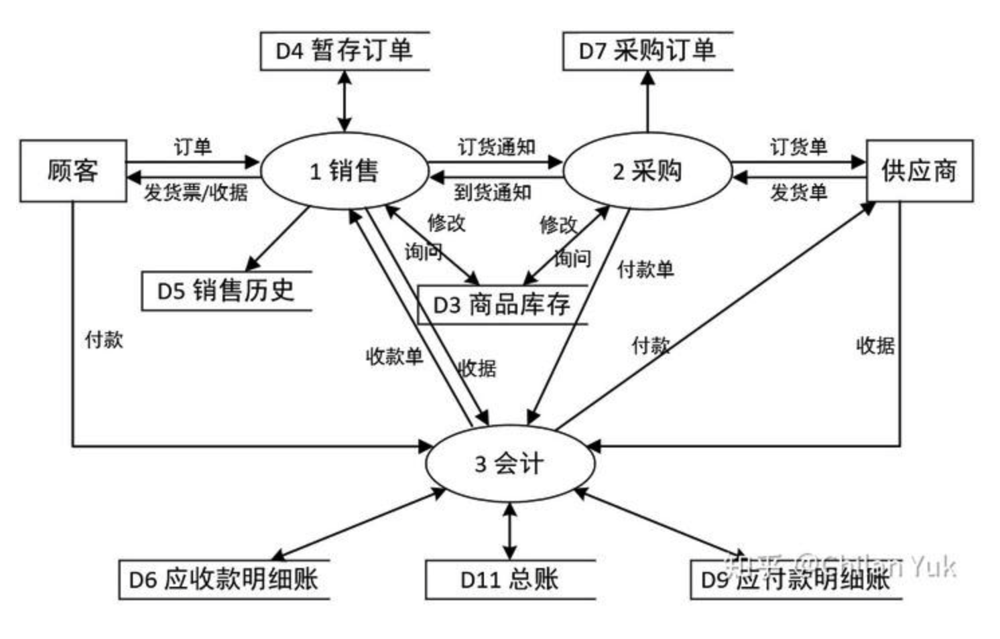 D4 暂存订单
D7 采购订单
顾客
订单
发货票/收据
1 销售
订货通知
到货通知
2 采购
订货单
发货单
供应商
修改
询问
修改
询问
付款单
D5 销售历史
D3 商品库存
付款
收款单
收据
付款
收据
3 会计
D6 应收款明细账
D11 总账
D9 应付款明细账
知乎 @Chilan Yuk